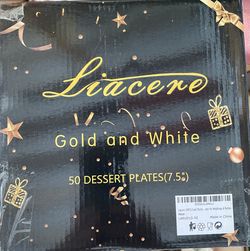 Liacere
Gold and White
50 DESSERT PLATES(7.5")
Made in China